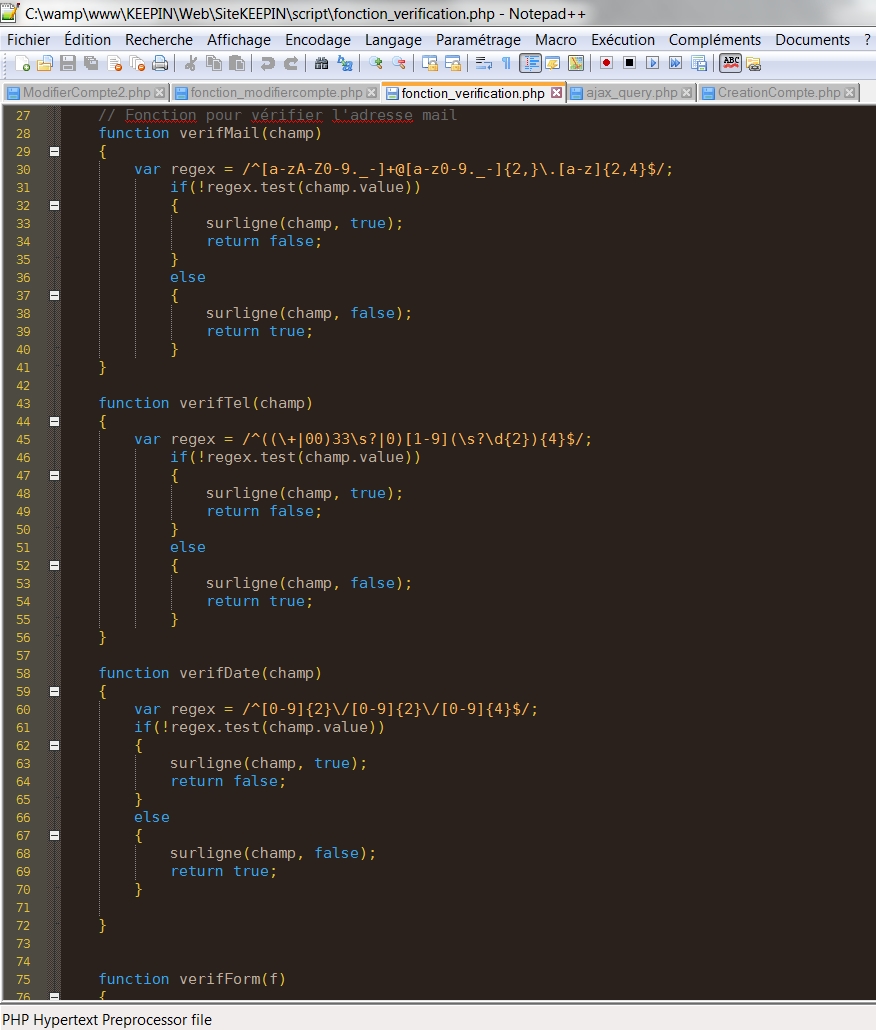 C:\wamp\www\KEEPIN\Web\SiteKEEPIN\script\fonction_verification.php - Notepad++
Fichier Édition Recherche Affichage Encodage Langage Paramétrage Macro Exécution Compléments Documents ?
ABC
ModifierCompte2.php fonction_modifiercompte.php fonction_verification.php ajax_query.php CreationCompte.php
27 // Fonction pour vérifier l'adresse mail
28 function verifMail(champ)
29 {
30 var regex = /^[a-zA-Z0-9._-]+@[a-z0-9._-]{2,}\.[a-z]{2,4}$/;
31 if(!regex.test(champ.value))
32 {
33 surligne(champ, true);
34 return false;
35 }
36 else
37 {
38 surligne(champ, false);
39 return true;
40 }
41 }
42
43 function verifTel(champ)
44 {
45 var regex = /^((\+|00)33\s?|0)[1-9](\s?\d{2}){4}$/;
46 if(!regex.test(champ.value))
47 {
48 surligne(champ, true);
49 return false;
50 }
51 else
52 {
53 surligne(champ, false);
54 return true;
55 }
56 }
57
58 function verifDate(champ)
59 {
60 var regex = /^[0-9]{2}\/[0-9]{2}\/[0-9]{4}$/;
61 if(!regex.test(champ.value))
62 {
63 surligne(champ, true);
64 return false;
65 }
66 else
67 {
68 surligne(champ, false);
69 return true;
70 }
71
72 }
73
74
75 function verifForm(f)
76 {
PHP Hypertext Preprocessor file